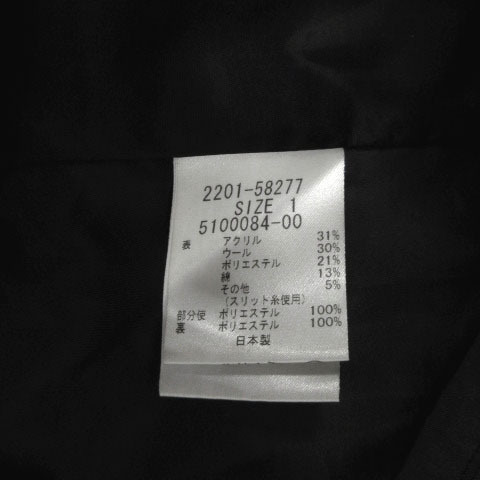 2201-58277
SIZE 1
5100084-00
表 アクリル 31%
ウール 30%
ポリエステル 21%
綿 13%
その他 5%
(スリット糸使用)
部分使 ポリエステル 100%
裏 ポリエステル 100%
日本製